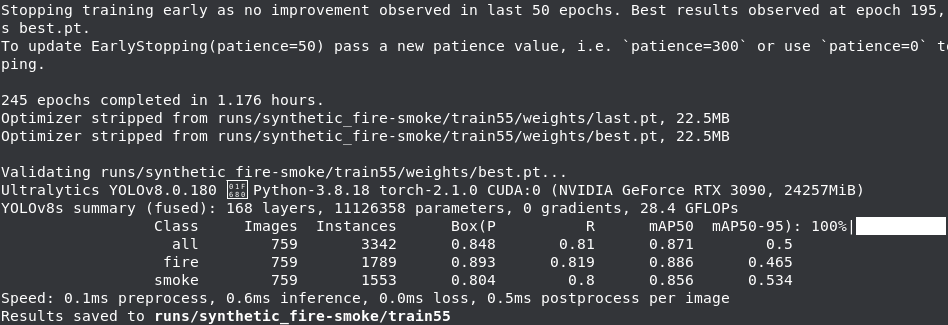 Stopping training early as no improvement observed in last 50 epochs. Best results observed at epoch 195,
s best.pt.
To update EarlyStopping(patience=50) pass a new patience value, i.e. `patience=300` or use `patience=0` t
ping.
245 epochs completed in 1.176 hours.
Optimizer stripped from runs/synthetic_fire-smoke/train55/weights/last.pt, 22.5MB
Optimizer stripped from runs/synthetic_fire-smoke/train55/weights/best.pt, 22.5MB
Validating runs/synthetic_fire-smoke/train55/weights/best.pt...
Ultralytics YOLOv8.0.180 Python-3.8.18 torch-2.1.0 CUDA:0 (NVIDIA GeForce RTX 3090, 24257MiB)
YOLOv8s summary (fused): 168 layers, 11126358 parameters, 0 gradients, 28.4 GFLOPs
Class Images Instances Box(P R mAP50 mAP50-95): 100%|
all 759 3342 0.848 0.81 0.871 0.5
fire 759 1789 0.893 0.819 0.886 0.465
smoke 759 1553 0.804 0.8 0.856 0.534
Speed: 0.1ms preprocess, 0.6ms inference, 0.0ms loss, 0.5ms postprocess per image
Results saved to runs/synthetic_fire-smoke/train55